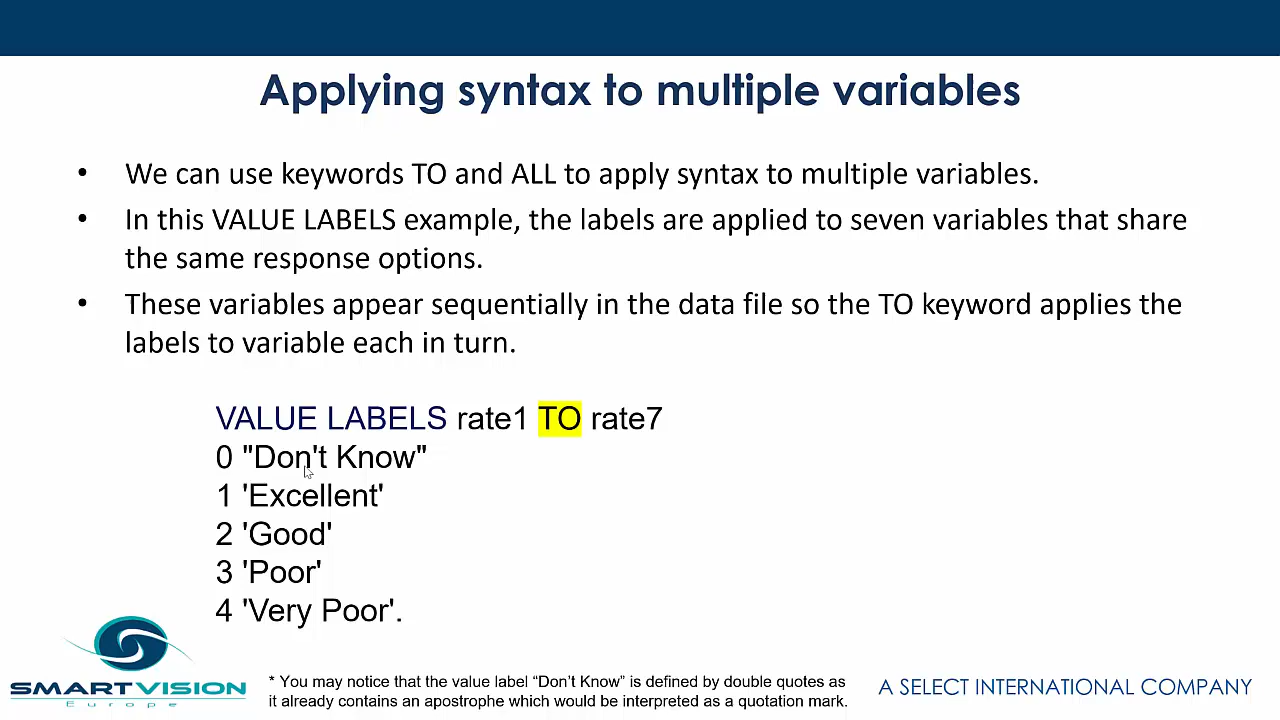 Applying syntax to multiple variables
• We can use keywords TO and ALL to apply syntax to multiple variables.
• In this VALUE LABELS example, the labels are applied to seven variables that share
the same response options.
• These variables appear sequentially in the data file so the TO keyword applies the
labels to variable each in turn.
VALUE LABELS rate1 TO rate7
0 "Don't Know"
1 'Excellent'
2 'Good'
3 'Poor'
4 'Very Poor'.
SMARTVISION
Europe
* You may notice that the value label “Don’t Know” is defined by double quotes as
it already contains an apostrophe which would be interpreted as a quotation mark.
A SELECT INTERNATIONAL COMPANY